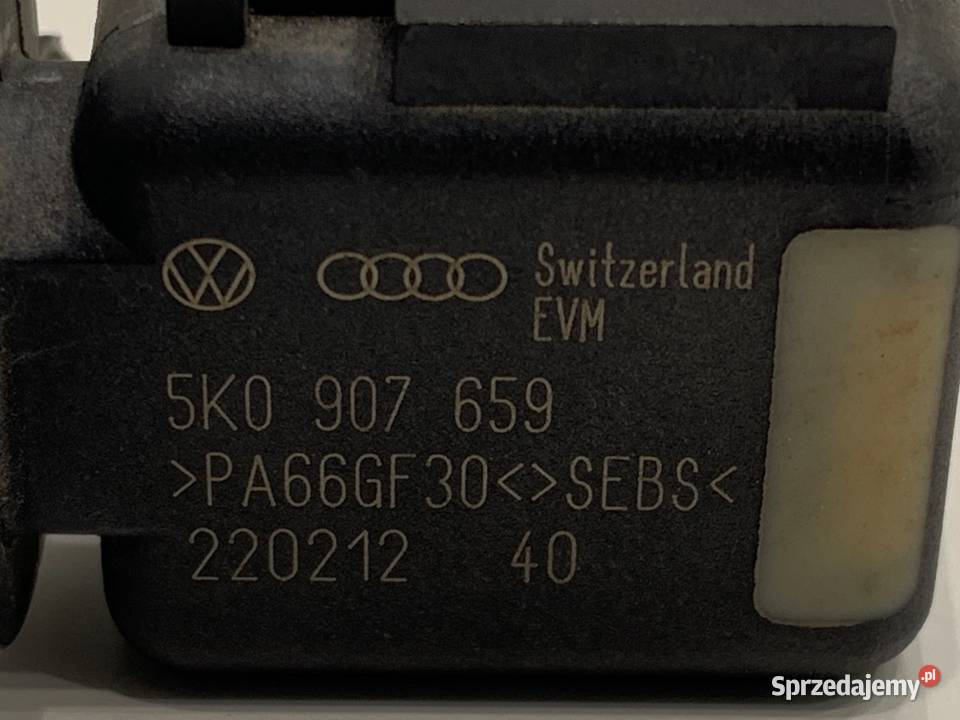 Switzerland
EVM
5K0 907 659
>PA66GF30<>SEBS<
220212 40
Sprzedajemy.pl